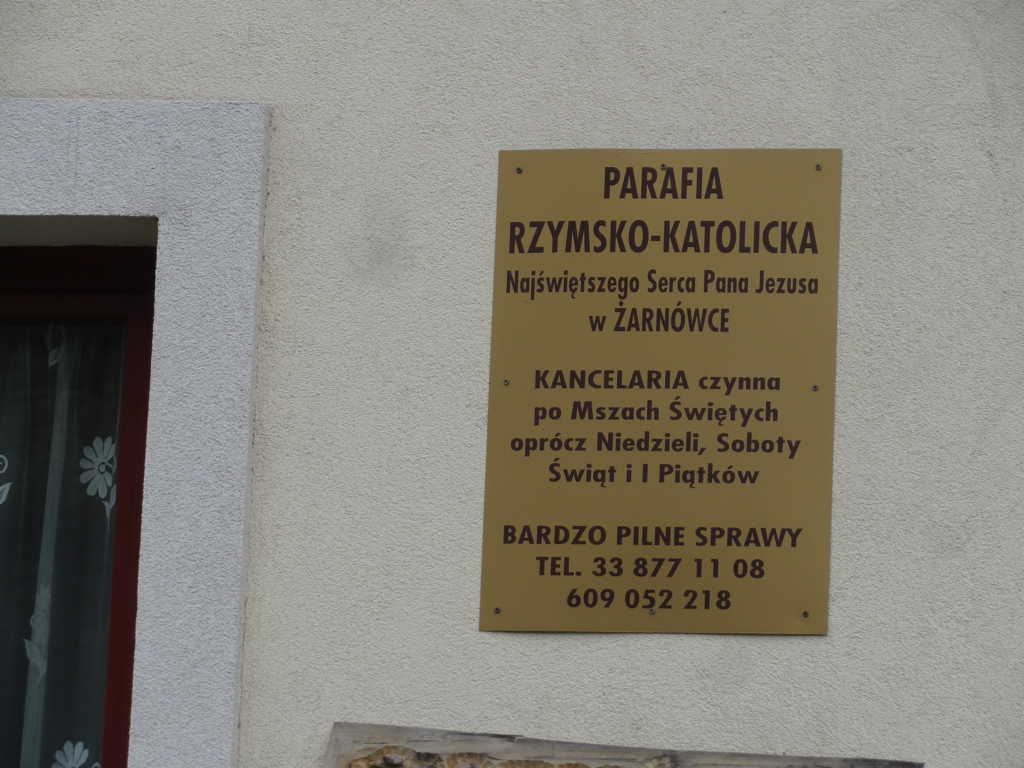 PARAFIA
RZYMSKO-KATOLICKA
Najświętszego Serca Pana Jezusa
w ŻARNÓWCE
KANCELARIA czynna
po Mszach Świętych
oprócz Niedzieli, Soboty
Świąt i I Piątków
BARDZO PILNE SPRAWY
TEL. 33 877 11 08
609 052 218